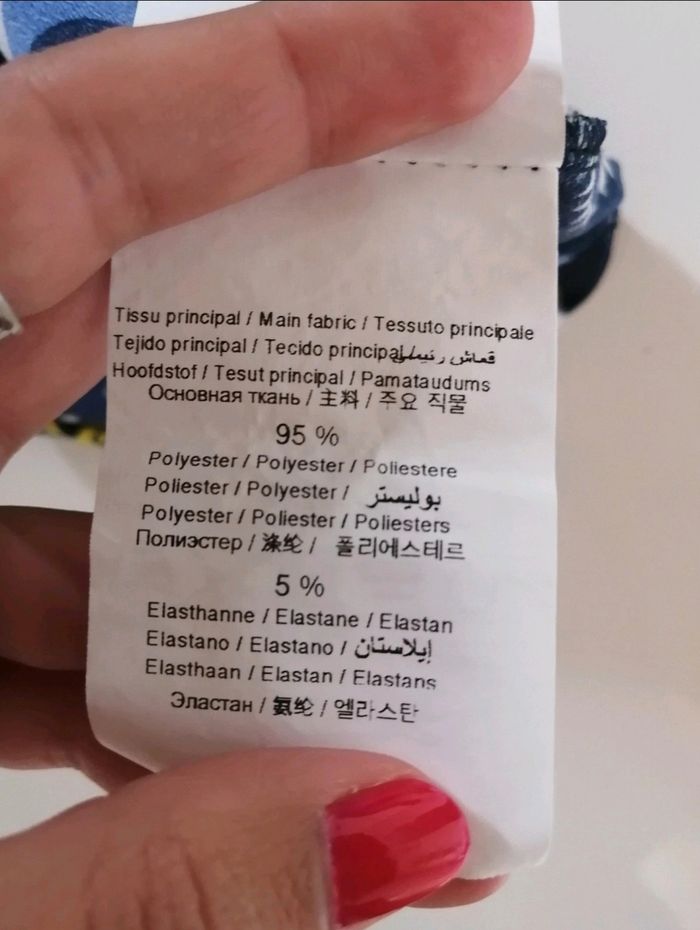 Tissu principal / Main fabric / Tessuto principale
Tejido principal / Tecido principal / قماش رئيسي
Hoofdstof / Tesut principal / Pamataudums
Основная ткань / 主料 / 주요 직물
95 %
Polyester / Polyester / Poliestere
Poliester / Polyester / بوليستر
Polyester / Poliester / Poliesters
Полиэстер / 涤纶 / 폴리에스테르
5 %
Elasthanne / Elastane / Elastan
Elastano / Elastano / إيلاستان
Elasthaan / Elastan / Elastans
Эластан / 氨纶 / 엘라스탄